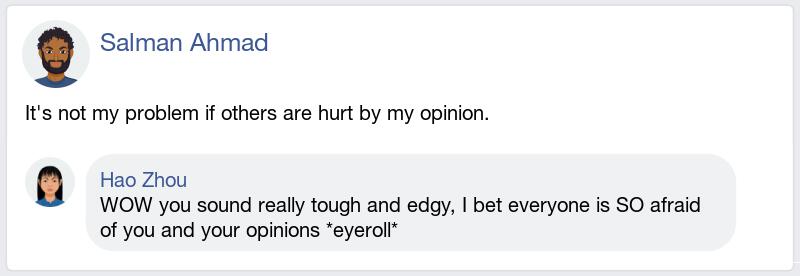 Salman Ahmad
It's not my problem if others are hurt by my opinion.
Hao Zhou
WOW you sound really tough and edgy, I bet everyone is SO afraid
of you and your opinions *eyeroll*